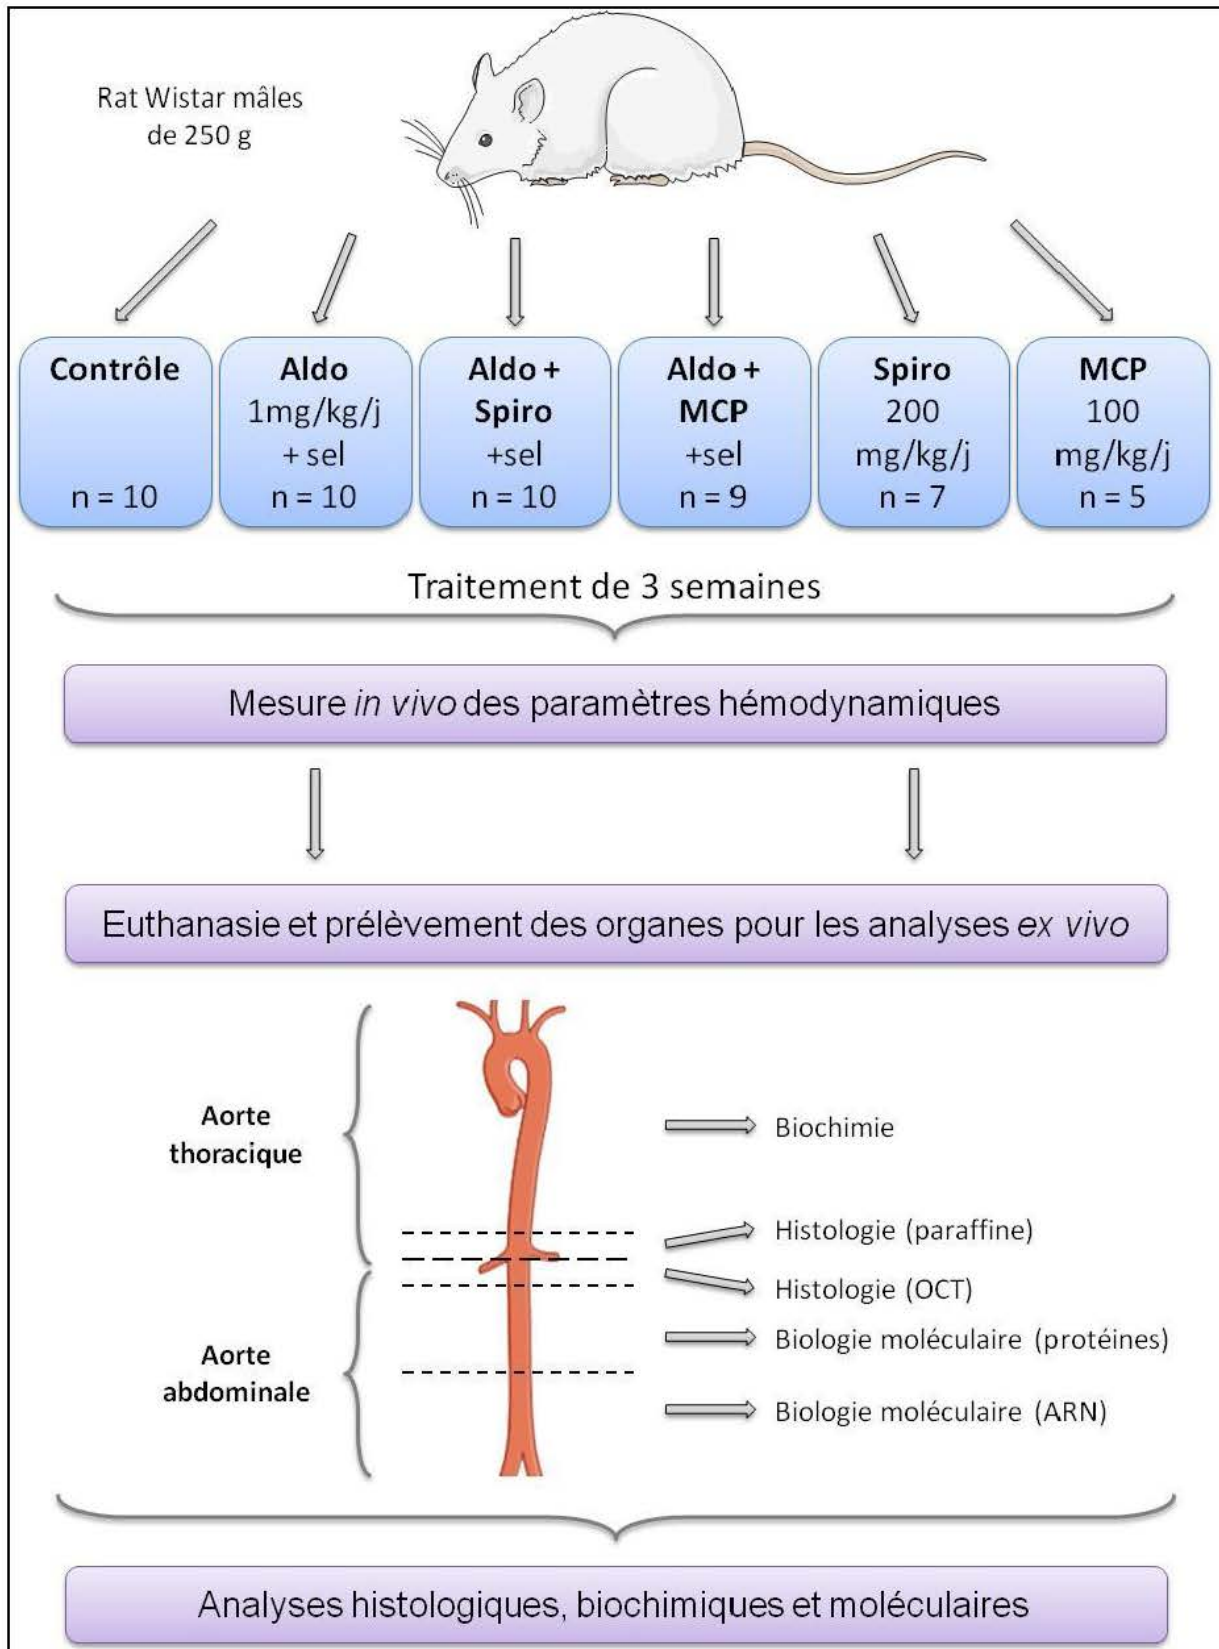 Rat Wistar mâles
de 250 g
Contrôle
n = 10
Aldo
1mg/kg/j
+ sel
n = 10
Aldo +
Spiro
+sel
n = 10
Aldo +
MCP
+sel
n = 9
Spiro
200
mg/kg/j
n = 7
MCP
100
mg/kg/j
n = 5
Traitement de 3 semaines
Mesure in vivo des paramètres hémodynamiques
Euthanasie et prélèvement des organes pour les analyses ex vivo
Aorte
thoracique
Biochimie
Histologie (paraffine)
Histologie (OCT)
Biologie moléculaire (protéines)
Aorte
abdominale
Biologie moléculaire (ARN)
Analyses histologiques, biochimiques et moléculaires